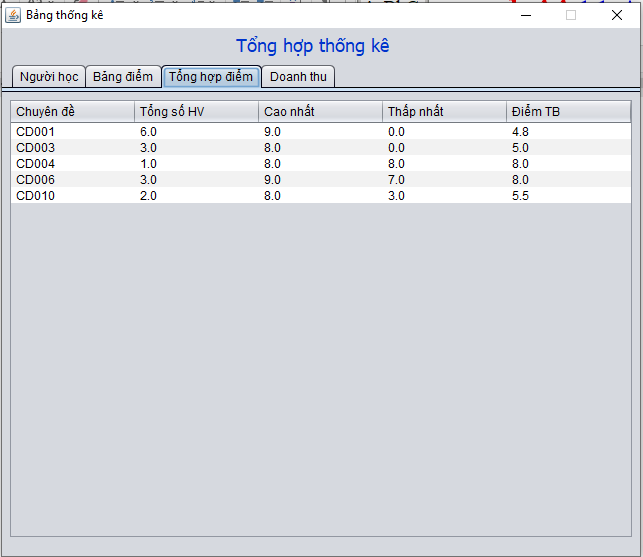 Bảng thống kê
Tổng hợp thống kê
Người học Bảng điểm Tổng hợp điểm Doanh thu
Chuyên đề Tổng số HV Cao nhất Thấp nhất Điểm TB
CD001 6.0 9.0 0.0 4.8
CD003 3.0 8.0 0.0 5.0
CD004 1.0 8.0 8.0 8.0
CD006 3.0 9.0 7.0 8.0
CD010 2.0 8.0 3.0 5.5